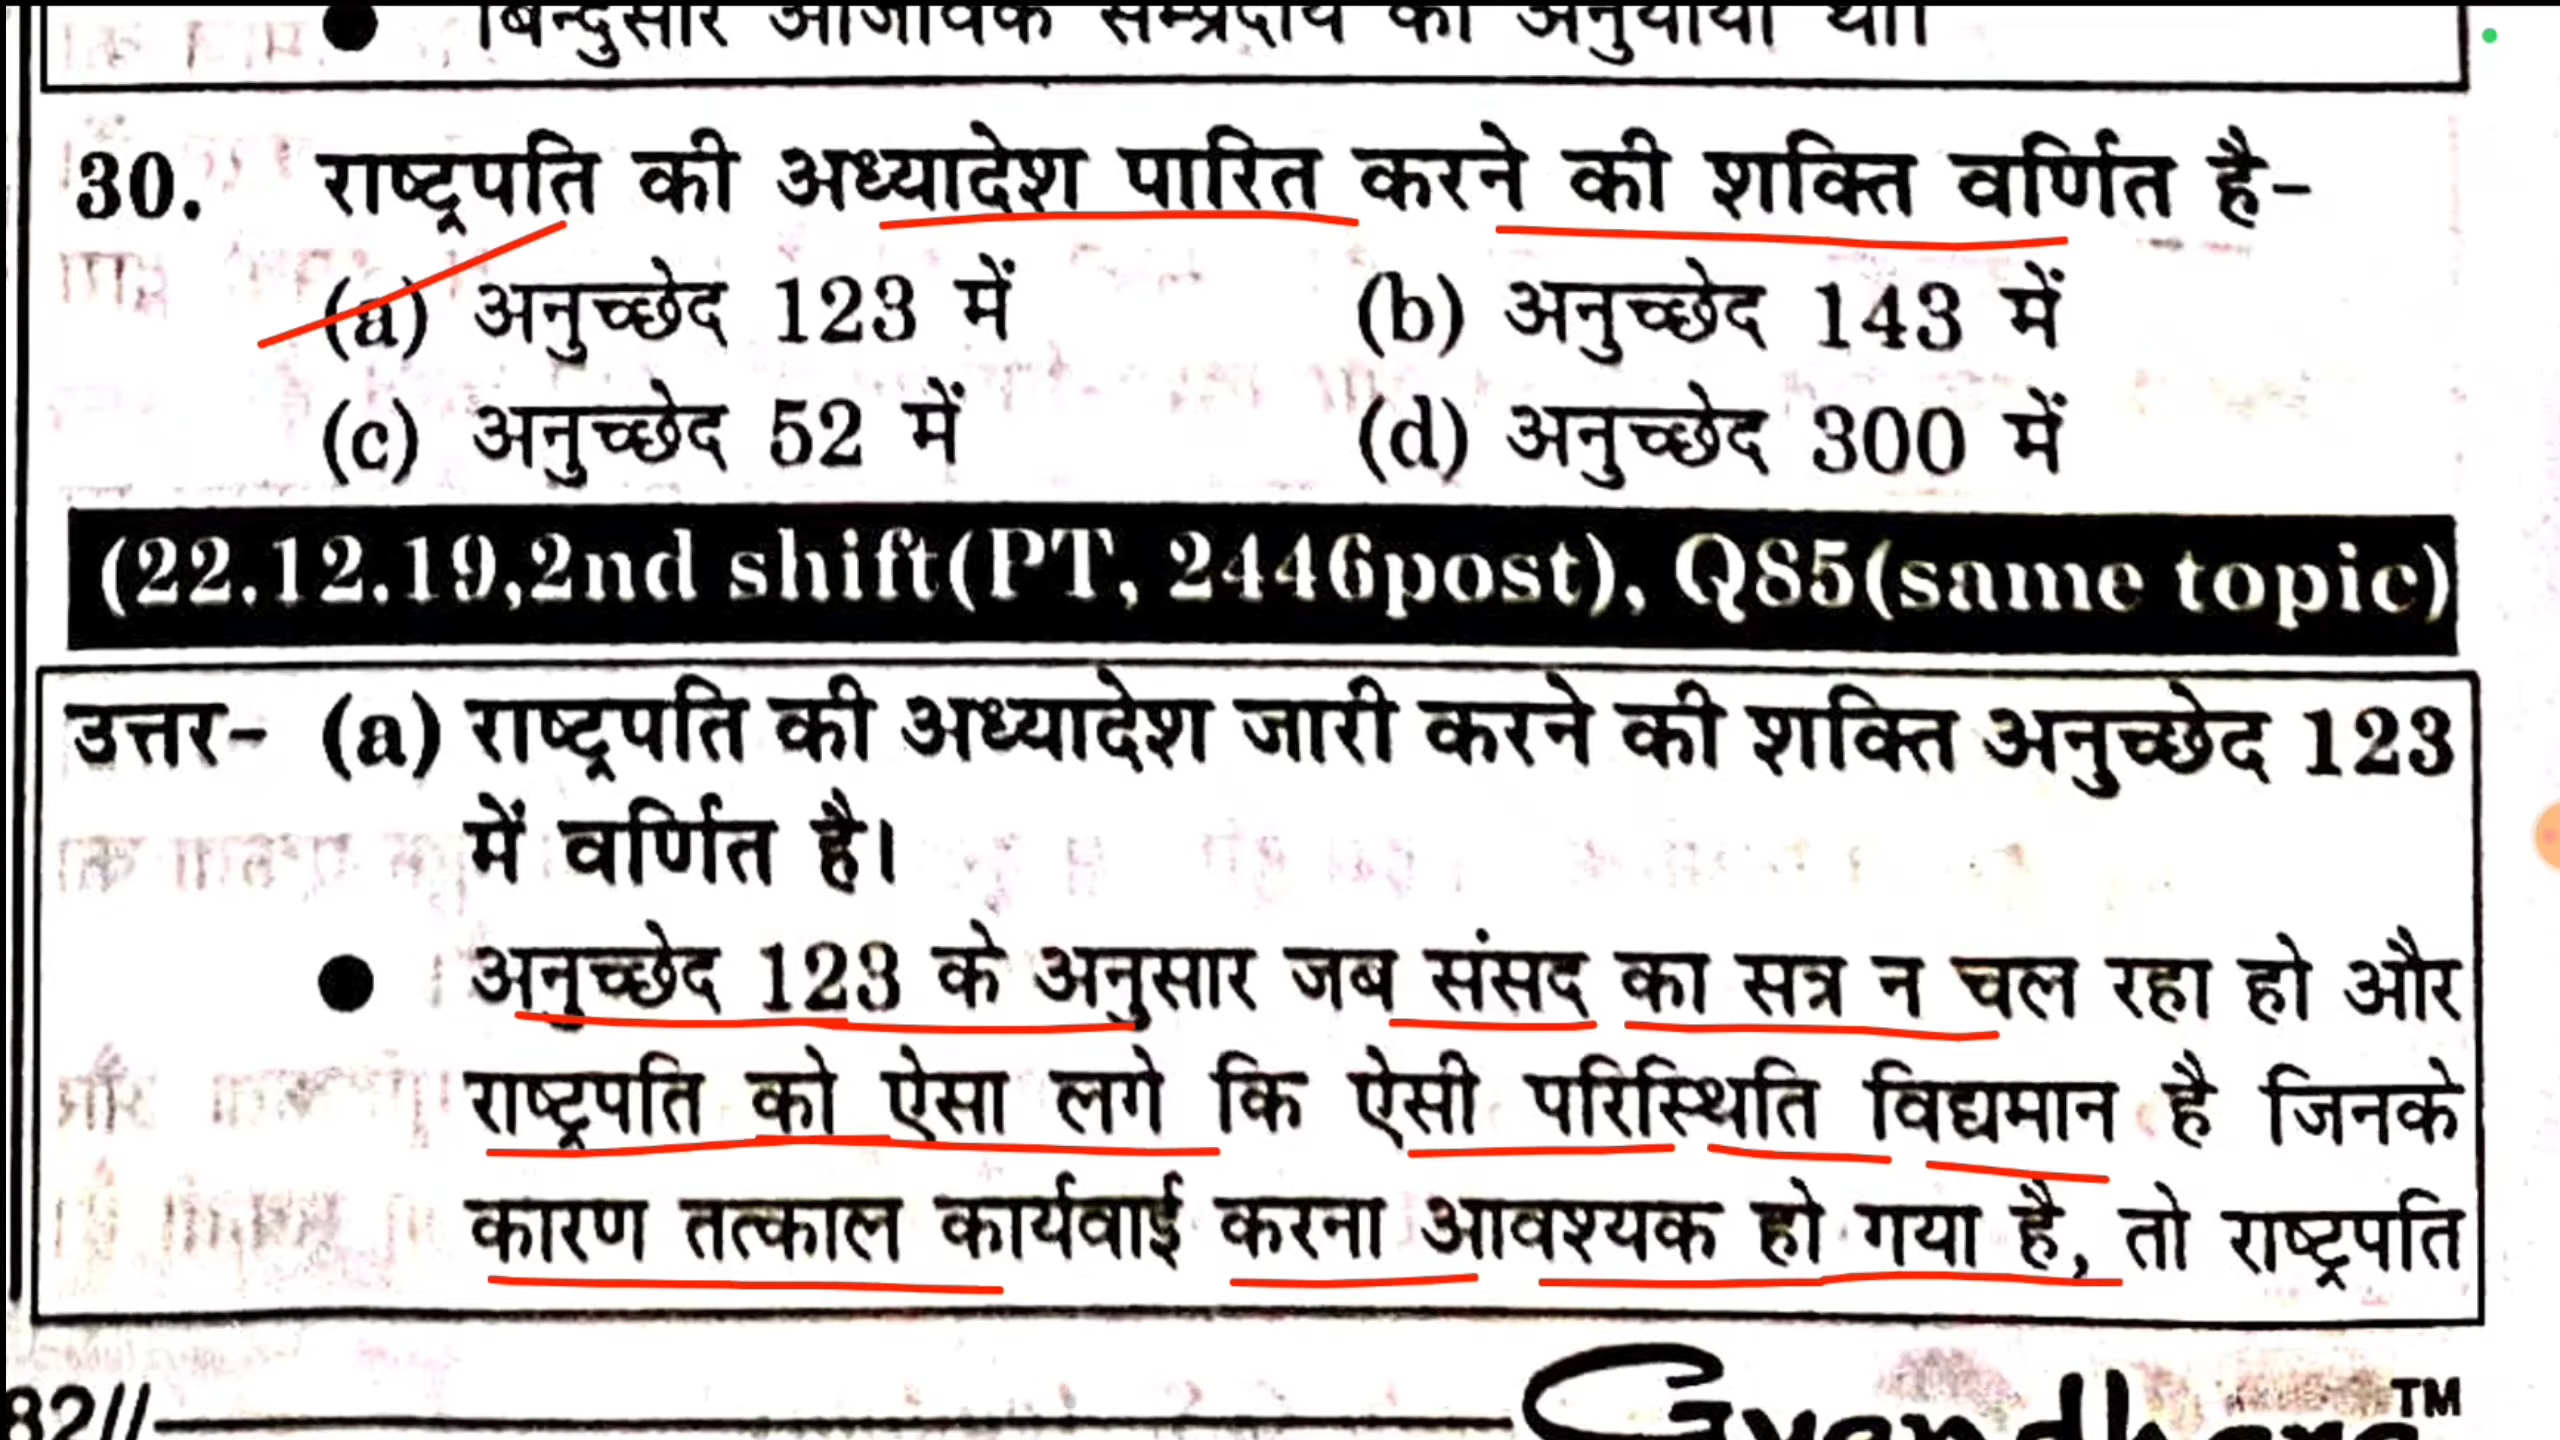 बिन्दुसार आजीवक सम्प्रदाय का अनुयायी था।
30. राष्ट्रपति की अध्यादेश पारित करने की शक्ति वर्णित है-
(a) अनुच्छेद 123 में (b) अनुच्छेद 143 में
(c) अनुच्छेद 52 में (d) अनुच्छेद 300 में
(22.12.19,2nd shift(PT, 2446post), Q85(same topic)
उत्तर- (a) राष्ट्रपति की अध्यादेश जारी करने की शक्ति अनुच्छेद 123
में वर्णित है।
● अनुच्छेद 123 के अनुसार जब संसद का सत्र न चल रहा हो और
राष्ट्रपति को ऐसा लगे कि ऐसी परिस्थिति विद्यमान है जिनके
कारण तत्काल कार्यवाई करना आवश्यक हो गया है, तो राष्ट्रपति
82// TM